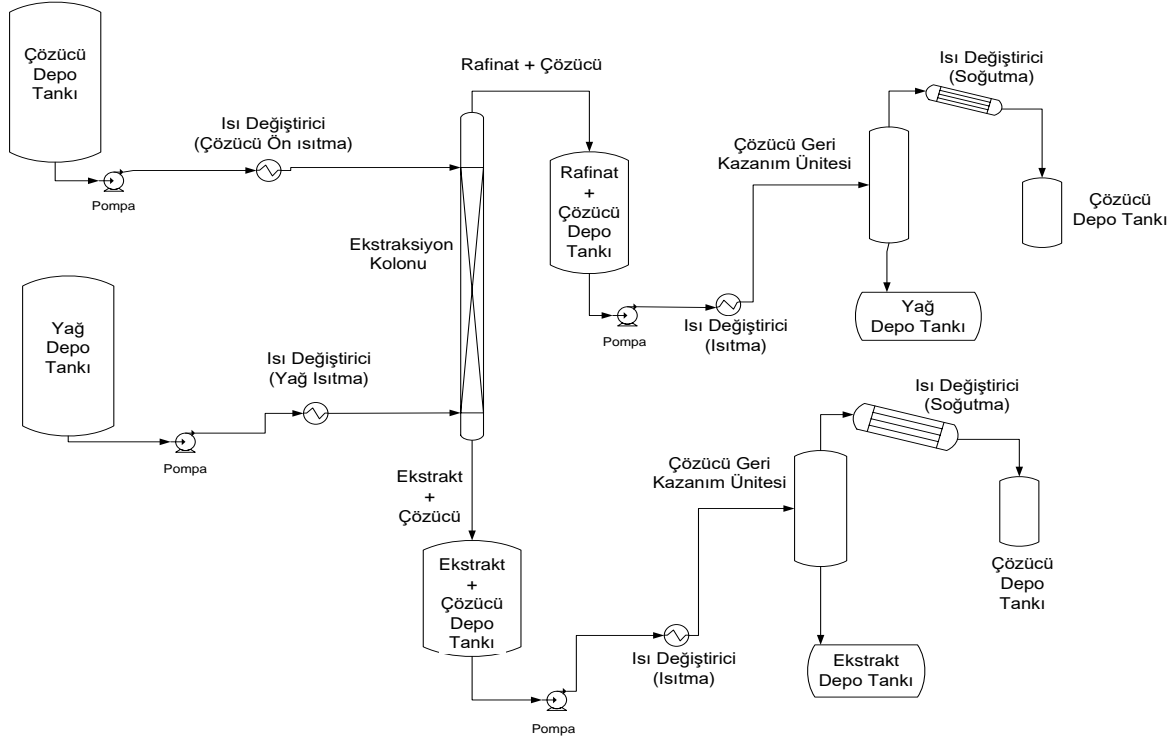 Çözücü
Depo
Tankı
Pompa
Isı Değiştirici
(Çözücü Ön ısıtma)
Rafinat + Çözücü
Ekstraksiyon
Kolonu
Rafinat
+
Çözücü
Depo
Tankı
Pompa
Isı Değiştirici
(Isıtma)
Çözücü Geri
Kazanım Ünitesi
Isı Değiştirici
(Soğutma)
Çözücü
Depo Tankı
Yağ
Depo Tankı
Yağ
Depo
Tankı
Pompa
Isı Değiştirici
(Yağ Isıtma)
Ekstrakt
+
Çözücü
Ekstrakt
+
Çözücü
Depo
Tankı
Pompa
Isı Değiştirici
(Isıtma)
Çözücü Geri
Kazanım Ünitesi
Isı Değiştirici
(Soğutma)
Çözücü
Depo
Tankı
Ekstrakt
Depo Tankı